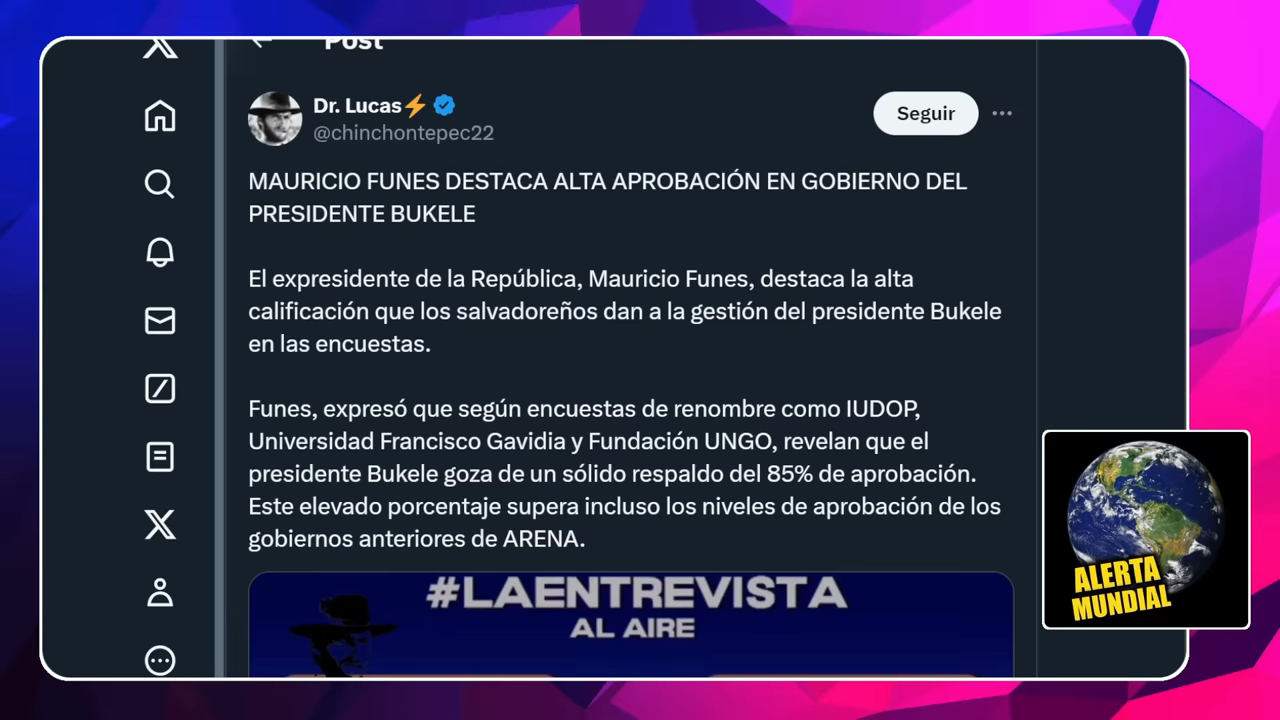 Post
Dr. Lucas⚡
@chinchontepec22
Seguir
MAURICIO FUNES DESTACA ALTA APROBACIÓN EN GOBIERNO DEL
PRESIDENTE BUKELE
El expresidente de la República, Mauricio Funes, destaca la alta
calificación que los salvadoreños dan a la gestión del presidente Bukele
en las encuestas.
Funes, expresó que según encuestas de renombre como IUDOP,
Universidad Francisco Gavidia y Fundación UNGO, revelan que el
presidente Bukele goza de un sólido respaldo del 85% de aprobación.
Este elevado porcentaje supera incluso los niveles de aprobación de los
gobiernos anteriores de ARENA.
#LAENTREVISTA
AL AIRE
ALERTA
MUNDIAL